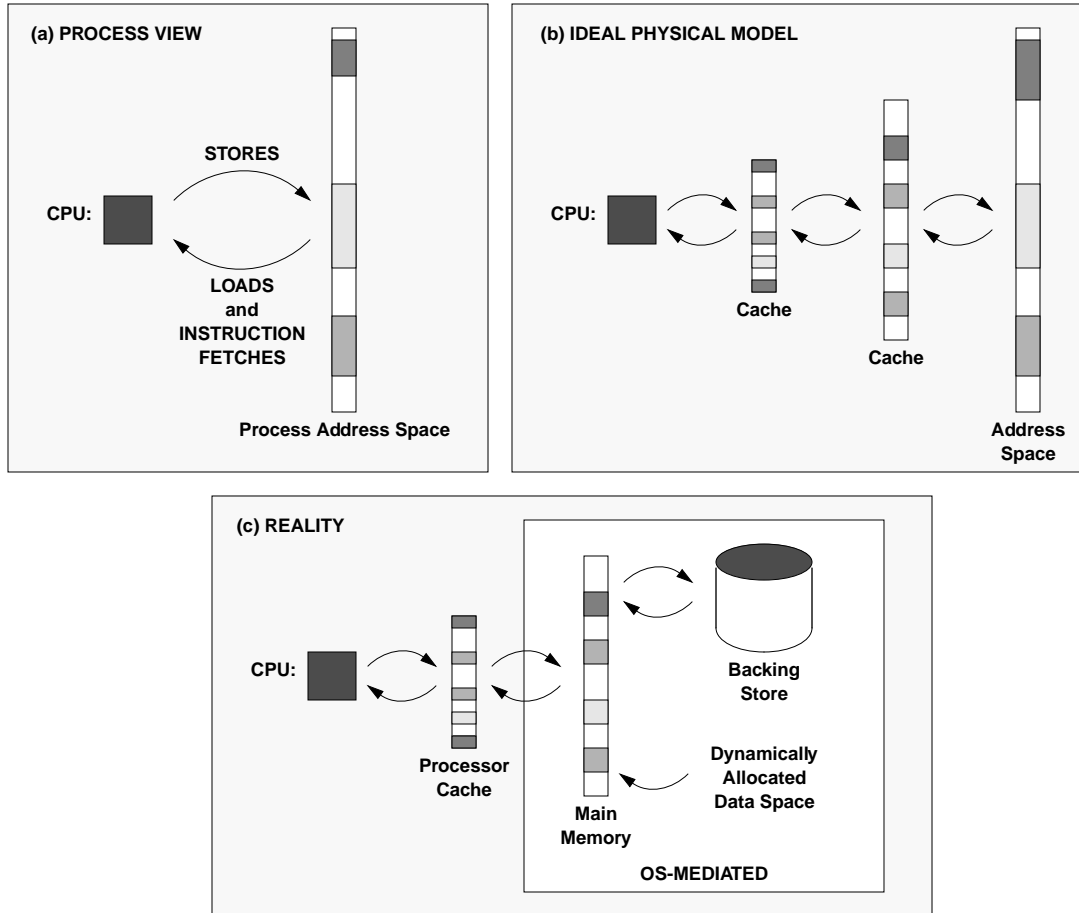 (a) PROCESS VIEW
STORES
CPU:
LOADS
and
INSTRUCTION
FETCHES
Process Address Space
(b) IDEAL PHYSICAL MODEL
CPU:
Cache
Cache
Address
Space
(c) REALITY
CPU:
Processor
Cache
Main
Memory
Backing
Store
Dynamically
Allocated
Data Space
OS-MEDIATED